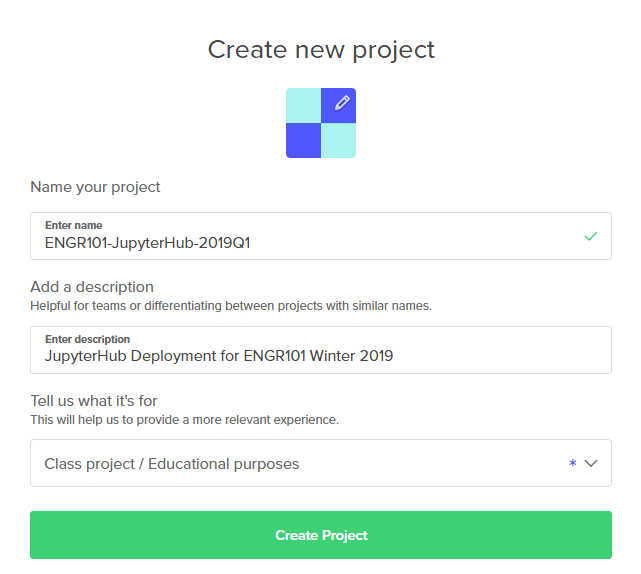 Create new project
Name your project
Enter name
ENGR101-JupyterHub-2019Q1
Add a description
Helpful for teams or differentiating between projects with similar names.
Enter description
JupyterHub Deployment for ENGR101 Winter 2019
Tell us what it's for
This will help us to provide a more relevant experience.
Class project / Educational purposes *
Create Project